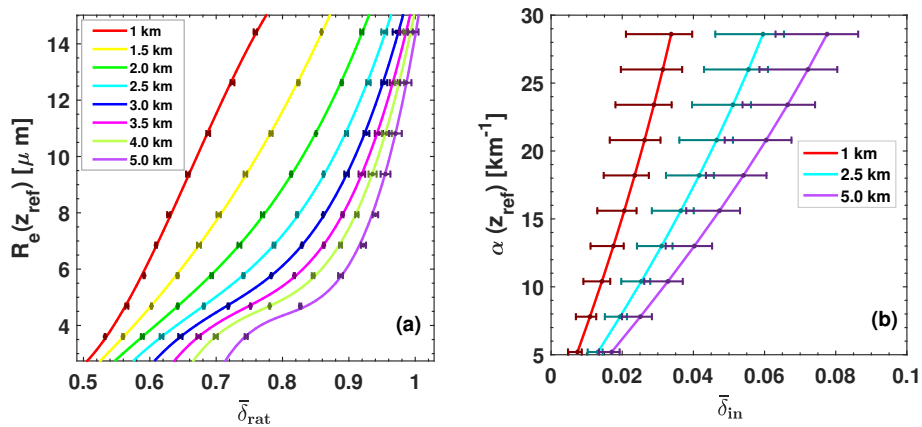 R_e(z_ref) [μ m]
14
12
10
8
6
4
1 km
1.5 km
2.0 km
2.5 km
3.0 km
3.5 km
4.0 km
5.0 km
(a)
0.5 0.6 0.7 0.8 0.9 1
δ̄_rat
α (z_ref) [km⁻¹]
30
25
20
15
10
5
1 km
2.5 km
5.0 km
(b)
0 0.02 0.04 0.06 0.08 0.1
δ̄_in